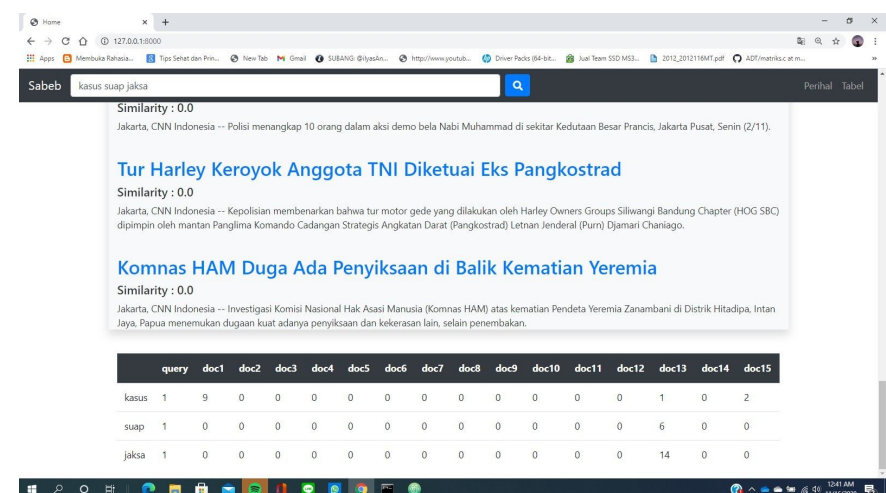 Home
127.0.0.1:8000
Apps Membuka Rahasia... Tips Sehat dan Prin... New Tab Gmail SUBANG: @ilyasAn... http://www.youtub... Driver Packs (64-bit... Jual Team SSD MS3... 2012_2012116MT.pdf ADT/matriks.c at m...
Sabeb kasus suap jaksa Perihal Tabel
Similarity : 0.0
Jakarta, CNN Indonesia -- Polisi menangkap 10 orang dalam aksi demo bela Nabi Muhammad di sekitar Kedutaan Besar Prancis, Jakarta Pusat, Senin (2/11).
Tur Harley Keroyok Anggota TNI Diketuai Eks Pangkostrad
Similarity : 0.0
Jakarta, CNN Indonesia -- Kepolisian membenarkan bahwa tur motor gede yang dilakukan oleh Harley Owners Groups Siliwangi Bandung Chapter (HOG SBC)
dipimpin oleh mantan Panglima Komando Cadangan Strategis Angkatan Darat (Pangkostrad) Letnan Jenderal (Purn) Djamari Chaniago.
Komnas HAM Duga Ada Penyiksaan di Balik Kematian Yeremia
Similarity : 0.0
Jakarta, CNN Indonesia -- Investigasi Komisi Nasional Hak Asasi Manusia (Komnas HAM) atas kematian Pendeta Yeremia Zanambani di Distrik Hitadipa, Intan
Jaya, Papua menemukan dugaan kuat adanya penyiksaan dan kekerasan lain, selain penembakan.
query doc1 doc2 doc3 doc4 doc5 doc6 doc7 doc8 doc9 doc10 doc11 doc12 doc13 doc14 doc15
kasus 1 9 0 0 0 0 0 0 0 0 0 0 0 1 0 2
suap 1 0 0 0 0 0 0 0 0 0 0 0 0 6 0 0
jaksa 1 0 0 0 0 0 0 0 0 0 0 0 0 14 0 0
12:41 AM